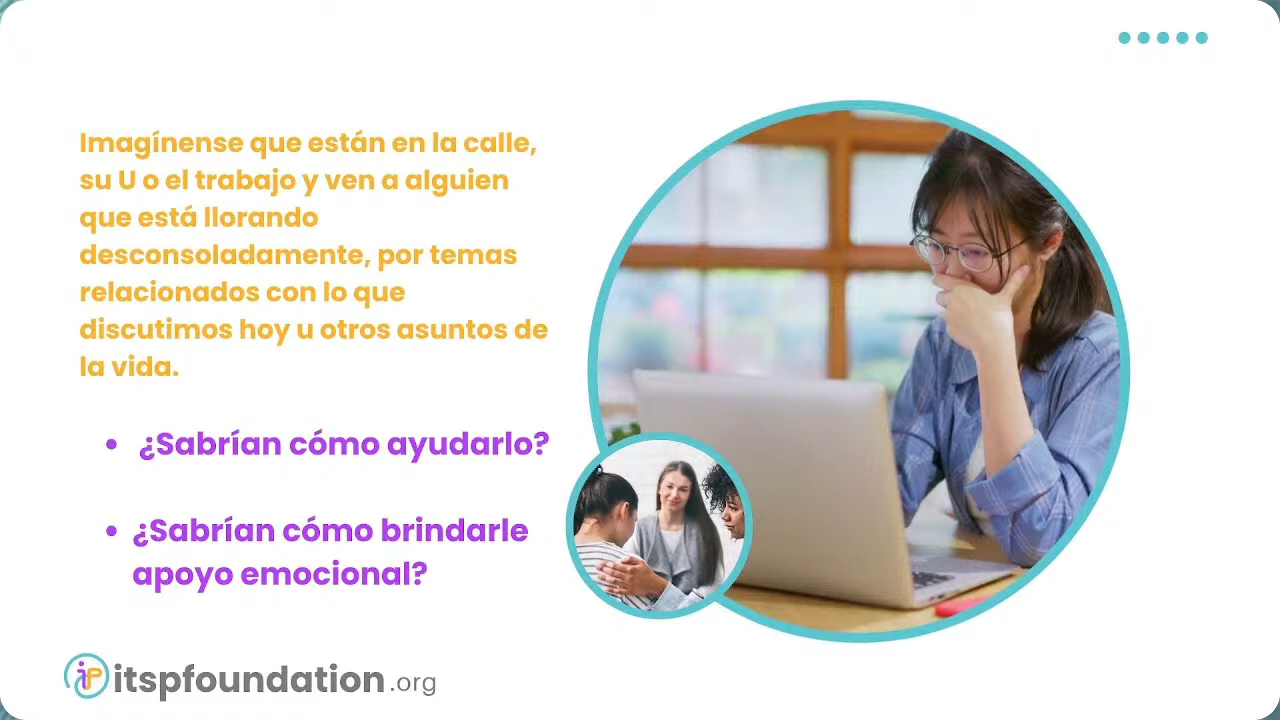 Imagínense que están en la calle,
su U o el trabajo y ven a alguien
que está llorando
desconsoladamente, por temas
relacionados con lo que
discutimos hoy u otros asuntos de
la vida.
• ¿Sabrían cómo ayudarlo?
• ¿Sabrían cómo brindarle
apoyo emocional?
iP itspfoundation.org